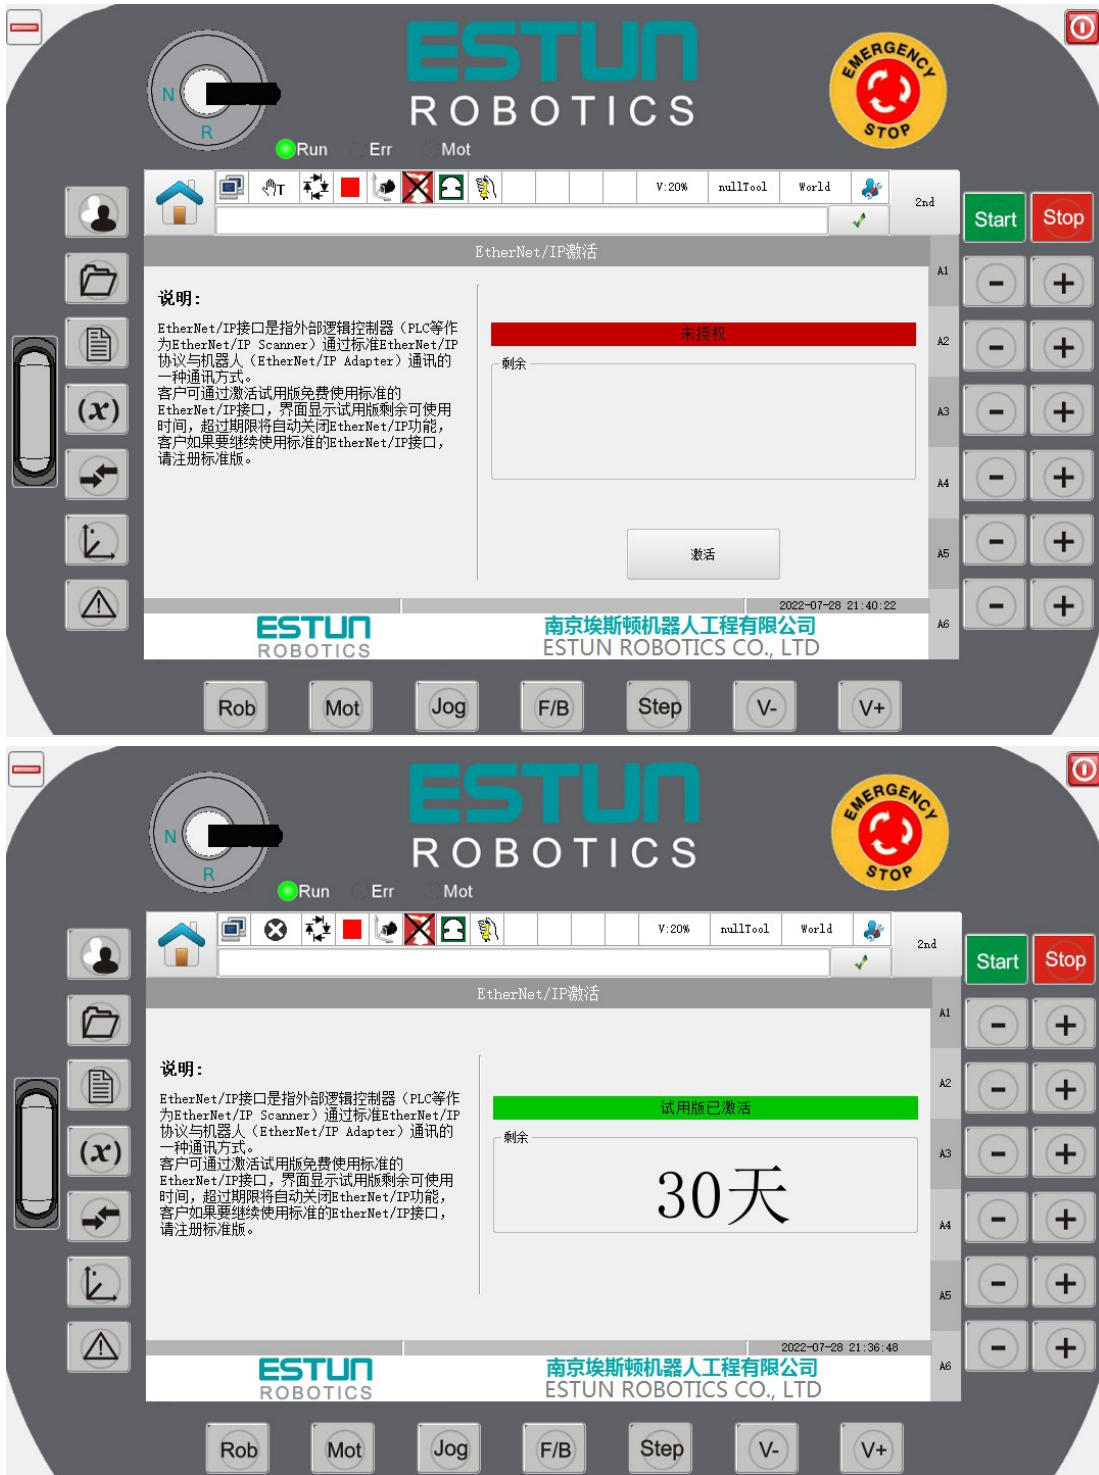 ESTUN
ROBOTICS
EMERGENCY
STOP
N
R
Run Err Mot
T
V:20% nullTool World
2nd
Start Stop
EtherNet/IP激活
说明:
EtherNet/IP接口是指外部逻辑控制器（PLC等作
为EtherNet/IP Scanner）通过标准EtherNet/IP
协议与机器人（EtherNet/IP Adapter）通讯的
一种通讯方式。
客户可通过激活试用版免费使用标准的
EtherNet/IP接口，界面显示试用版剩余可使用
时间，超过期限将自动关闭EtherNet/IP功能，
客户如果要继续使用标准的EtherNet/IP接口，
请注册标准版。
未授权
剩余
激活
A1
A2
A3
A4
A5
A6
- +
- +
- +
- +
- +
- +
(x)
2022-07-28 21:40:22
ESTUN
ROBOTICS
南京埃斯顿机器人工程有限公司
ESTUN ROBOTICS CO., LTD
Rob Mot Jog F/B Step V- V+
ESTUN
ROBOTICS
EMERGENCY
STOP
N
R
Run Err Mot
V:20% nullTool World
2nd
Start Stop
EtherNet/IP激活
说明:
EtherNet/IP接口是指外部逻辑控制器（PLC等作
为EtherNet/IP Scanner）通过标准EtherNet/IP
协议与机器人（EtherNet/IP Adapter）通讯的
一种通讯方式。
客户可通过激活试用版免费使用标准的
EtherNet/IP接口，界面显示试用版剩余可使用
时间，超过期限将自动关闭EtherNet/IP功能，
客户如果要继续使用标准的EtherNet/IP接口，
请注册标准版。
试用版已激活
剩余
30天
A1
A2
A3
A4
A5
A6
- +
- +
- +
- +
- +
- +
(x)
2022-07-28 21:36:48
ESTUN
ROBOTICS
南京埃斯顿机器人工程有限公司
ESTUN ROBOTICS CO., LTD
Rob Mot Jog F/B Step V- V+